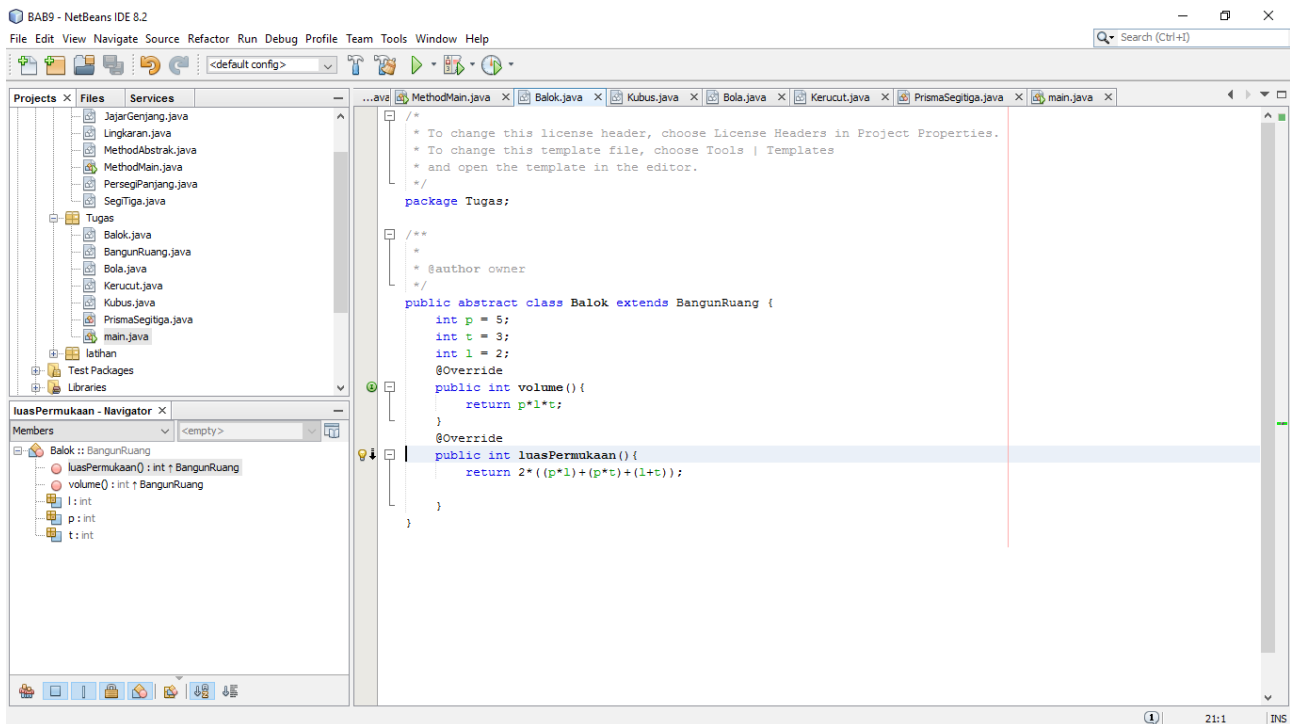 BAB9 - NetBeans IDE 8.2
File Edit View Navigate Source Refactor Run Debug Profile Team Tools Window Help
Search (Ctrl+I)
<default config>
Projects Files Services
JajarGenjang.java
Lingkaran.java
MethodAbstrak.java
MethodMain.java
PersegiPanjang.java
SegiTiga.java
Tugas
Balok.java
BangunRuang.java
Bola.java
Kerucut.java
Kubus.java
PrismaSegitiga.java
main.java
latihan
Test Packages
Libraries
luasPermukaan - Navigator
Members <empty>
Balok :: BangunRuang
luasPermukaan() : int ↑ BangunRuang
volume() : int ↑ BangunRuang
l : int
p : int
t : int
...ava MethodMain.java Balok.java Kubus.java Bola.java Kerucut.java PrismaSegitiga.java main.java
/*
* To change this license header, choose License Headers in Project Properties.
* To change this template file, choose Tools | Templates
* and open the template in the editor.
*/
package Tugas;
/**
*
* @author owner
*/
public abstract class Balok extends BangunRuang {
int p = 5;
int t = 3;
int l = 2;
@Override
public int volume(){
return p*l*t;
}
@Override
public int luasPermukaan(){
return 2*((p*l)+(p*t)+(l+t));
}
}
1 21:1 INS